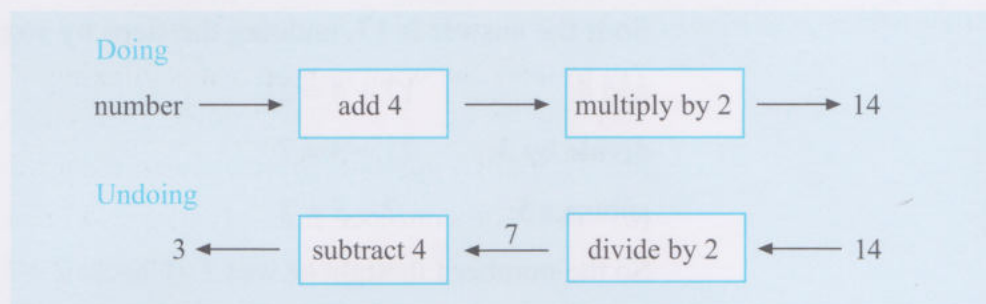 Doing
number add 4 multiply by 2 14
Undoing
3 subtract 4 7 divide by 2 14